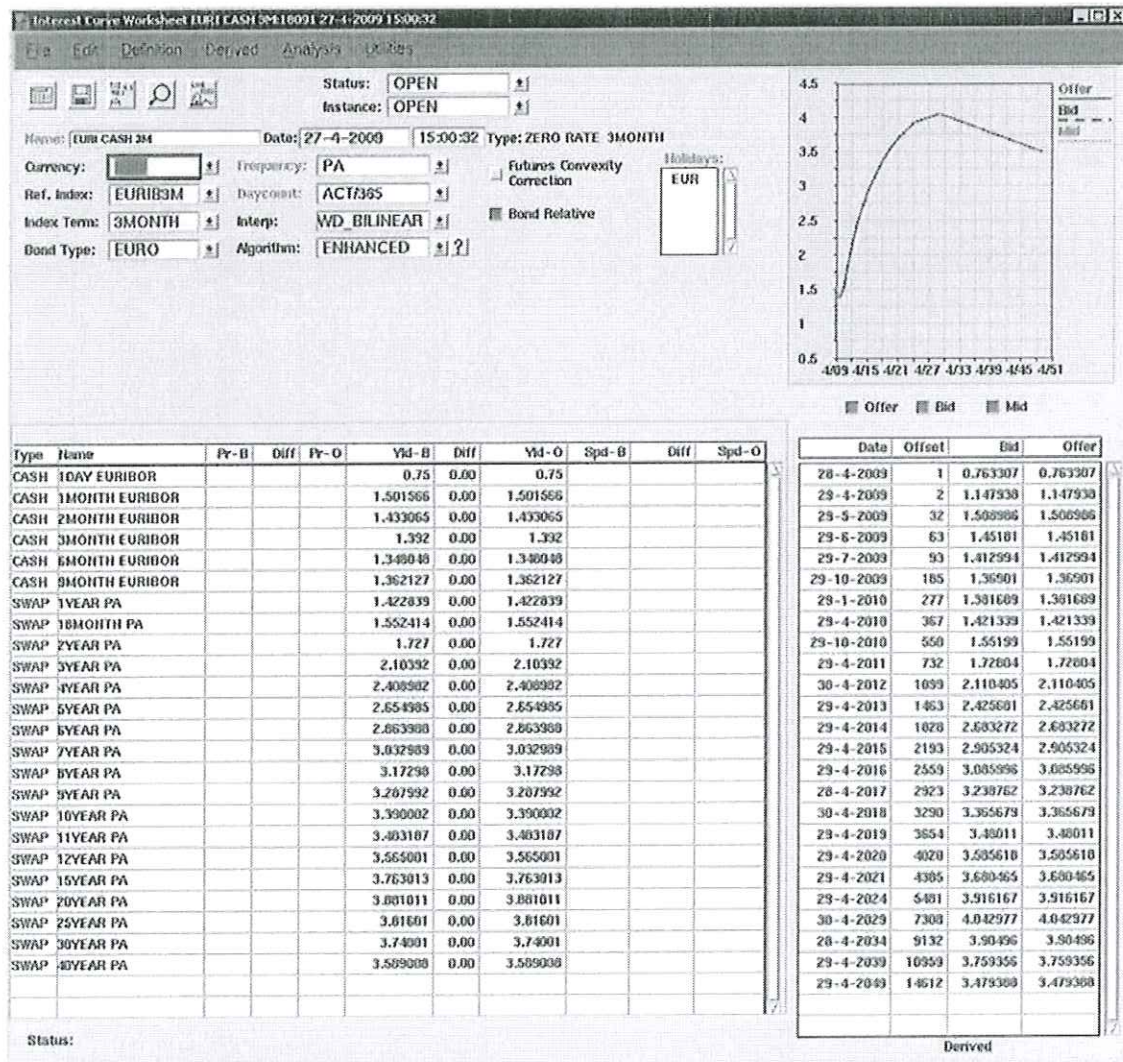 Interest Curve Worksheet EURI CASH 3M:18091 27-4-2009 15:00:32
File Edit Definition Derived Analysis Utilities
Status: OPEN
Instance: OPEN
Name: EURI CASH 3M Date: 27-4-2009 15:00:32 Type: ZERO RATE 3MONTH
Currency: Frequency: PA Futures Convexity Correction Holidays:
EUR
Ref. Index: EURIB3M Daycount: ACT/365
Index Term: 3MONTH Interp: WD_BILINEAR Bond Relative
Bond Type: EURO Algorithm: ENHANCED ?
4.5
4
3.5
3
2.5
2
1.5
1
0.5
4/09 4/15 4/21 4/27 4/33 4/39 4/45 4/51
Offer
Bid
Mid
Offer Bid Mid
Type Name Pr-B Diff Pr-O Yld-B Diff Yld-O Spd-B Diff Spd-O
CASH 1DAY EURIBOR 0.75 0.00 0.75
CASH 1MONTH EURIBOR 1.501566 0.00 1.501566
CASH 2MONTH EURIBOR 1.433065 0.00 1.433065
CASH 3MONTH EURIBOR 1.392 0.00 1.392
CASH 6MONTH EURIBOR 1.348048 0.00 1.348048
CASH 9MONTH EURIBOR 1.362127 0.00 1.362127
SWAP 1YEAR PA 1.422839 0.00 1.422839
SWAP 18MONTH PA 1.552414 0.00 1.552414
SWAP 2YEAR PA 1.727 0.00 1.727
SWAP 3YEAR PA 2.10392 0.00 2.10392
SWAP 4YEAR PA 2.408982 0.00 2.408982
SWAP 5YEAR PA 2.654985 0.00 2.654985
SWAP 6YEAR PA 2.863988 0.00 2.863988
SWAP 7YEAR PA 3.032989 0.00 3.032989
SWAP 8YEAR PA 3.17298 0.00 3.17298
SWAP 9YEAR PA 3.287992 0.00 3.287992
SWAP 10YEAR PA 3.390002 0.00 3.390002
SWAP 11YEAR PA 3.483187 0.00 3.483187
SWAP 12YEAR PA 3.565001 0.00 3.565001
SWAP 15YEAR PA 3.763013 0.00 3.763013
SWAP 20YEAR PA 3.881011 0.00 3.881011
SWAP 25YEAR PA 3.81601 0.00 3.81601
SWAP 30YEAR PA 3.74001 0.00 3.74001
SWAP 40YEAR PA 3.589008 0.00 3.589008
Date Offset Bid Offer
28-4-2009 1 0.763307 0.763307
29-4-2009 2 1.147938 1.147938
29-5-2009 32 1.508986 1.508986
29-6-2009 63 1.45181 1.45181
29-7-2009 93 1.412994 1.412994
29-10-2009 185 1.36901 1.36901
29-1-2010 277 1.381689 1.381689
29-4-2010 367 1.421339 1.421339
29-10-2010 550 1.55199 1.55199
29-4-2011 732 1.72804 1.72804
30-4-2012 1099 2.110405 2.110405
29-4-2013 1463 2.425681 2.425681
29-4-2014 1828 2.683272 2.683272
29-4-2015 2193 2.905324 2.905324
29-4-2016 2559 3.085996 3.085996
28-4-2017 2923 3.238762 3.238762
30-4-2018 3290 3.365679 3.365679
29-4-2019 3654 3.48011 3.48011
29-4-2020 4020 3.585618 3.585618
29-4-2021 4385 3.680465 3.680465
29-4-2024 5481 3.916167 3.916167
30-4-2029 7308 4.042977 4.042977
28-4-2034 9132 3.90496 3.90496
29-4-2039 10959 3.759356 3.759356
29-4-2049 14612 3.479388 3.479388
Status:
Derived